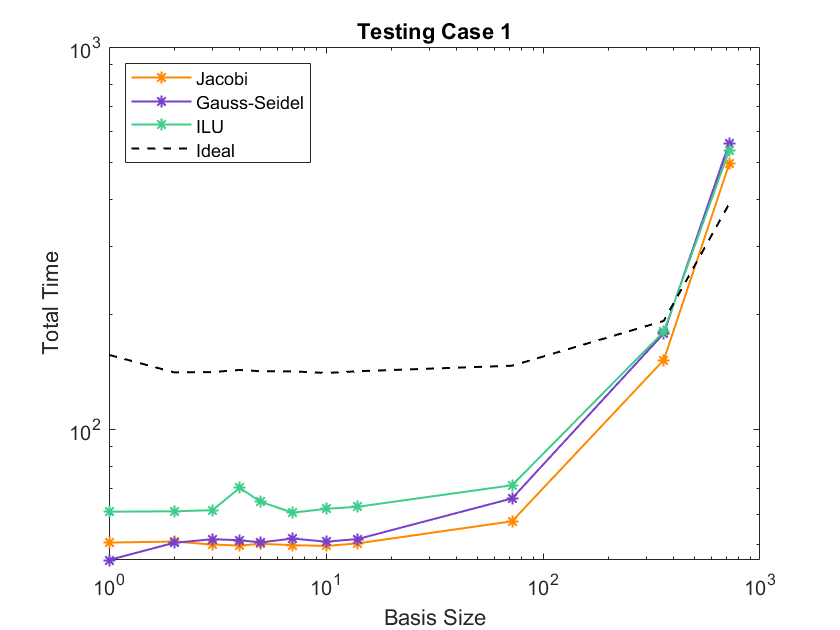 Testing Case 1
10^3
Jacobi
Gauss-Seidel
ILU
Ideal
Total Time
10^2
10^0 10^1 10^2 10^3
Basis Size